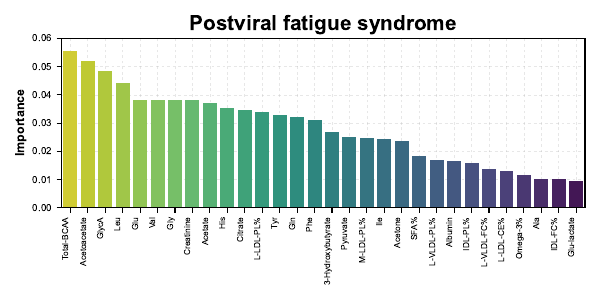 Postviral fatigue syndrome
Importance
0.06
0.05
0.04
0.03
0.02
0.01
0.00
Total-BCAA
Acetoacetate
GlycA
Leu
Glu
Val
Gly
Creatinine
Acetate
His
Citrate
L-LDL-PL%
Tyr
Gln
Phe
3-Hydroxybutyrate
Pyruvate
M-LDL-PL%
Ile
Acetone
SFA%
L-VLDL-PL%
Albumin
IDL-PL%
L-VLDL-FC%
L-LDL-CE%
Omega-3%
Ala
IDL-FC%
Glu-lactate